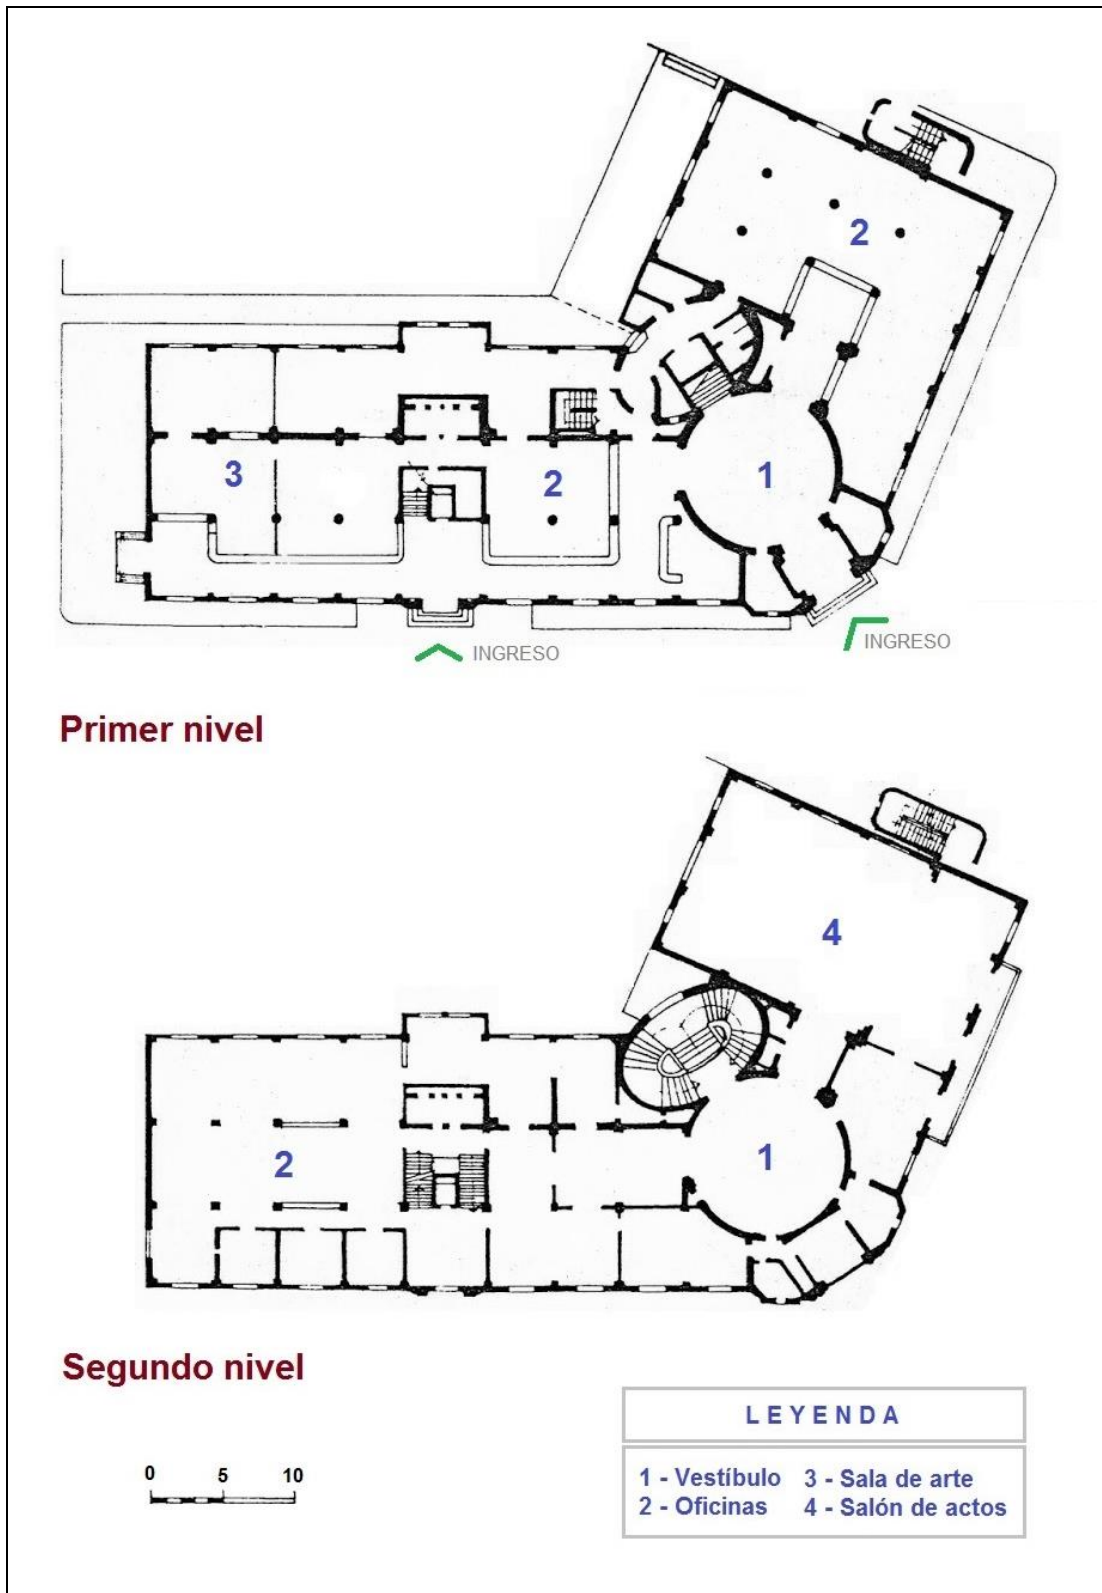 2
3
2
1
INGRESO
INGRESO
Primer nivel
4
2
1
Segundo nivel
LEYENDA
0 5 10
1 - Vestíbulo 3 - Sala de arte
2 - Oficinas 4 - Salón de actos